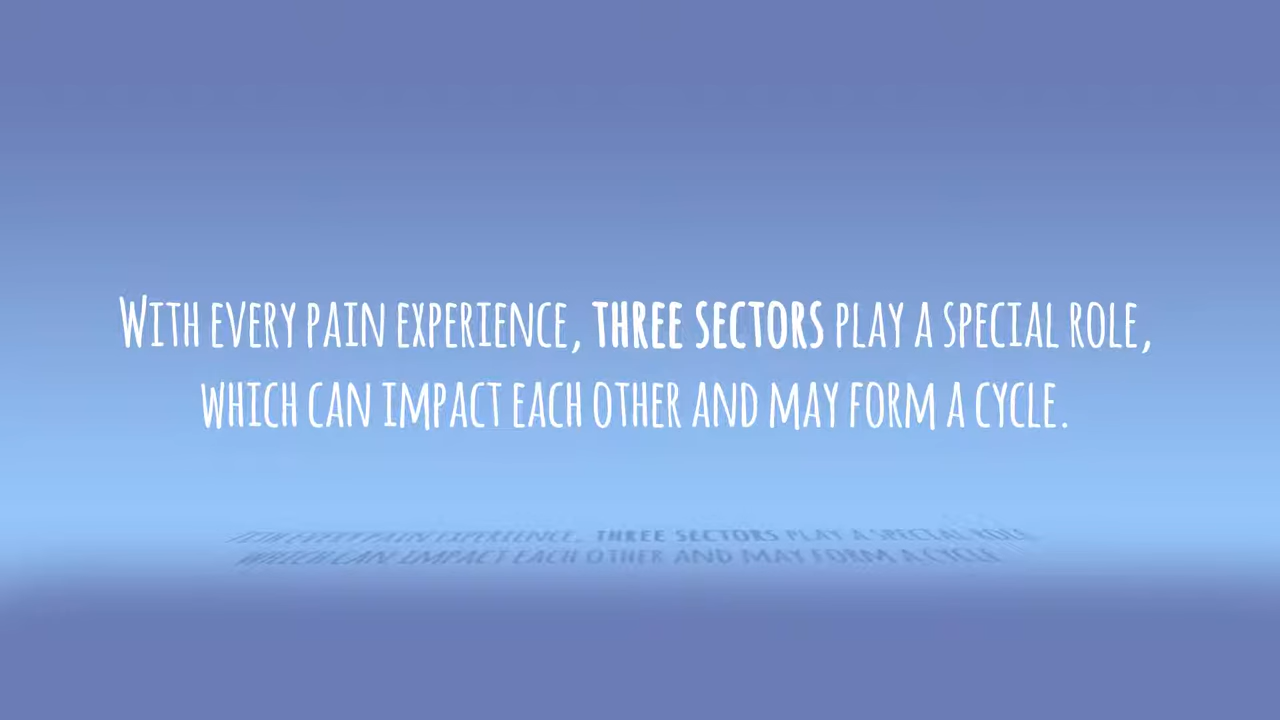 With every pain experience, three sectors play a special role,
which can impact each other and may form a cycle.